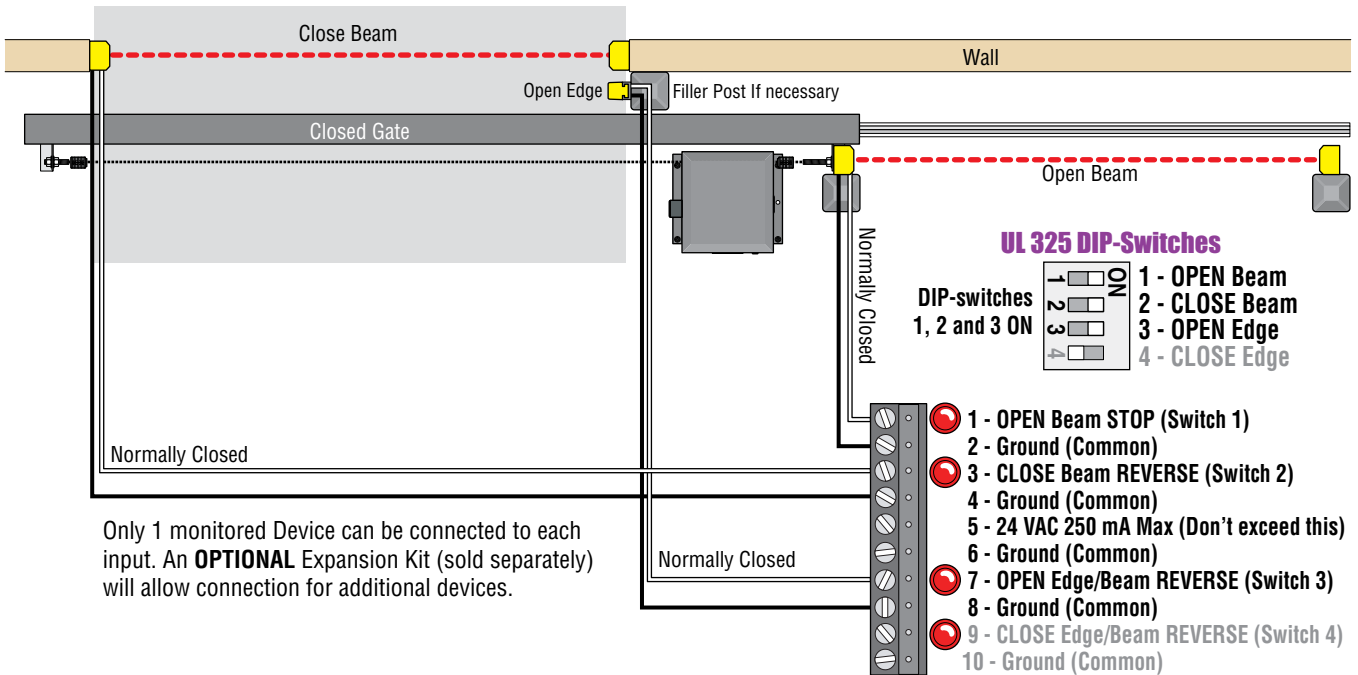 Close Beam
Wall
Open Edge
Filler Post If necessary
Closed Gate
Open Beam
Normally Closed
UL 325 DIP-Switches
DIP-switches
1, 2 and 3 ON
ON
1
2
3
4
1 - OPEN Beam
2 - CLOSE Beam
3 - OPEN Edge
4 - CLOSE Edge
Normally Closed
Only 1 monitored Device can be connected to each
input. An OPTIONAL Expansion Kit (sold separately)
will allow connection for additional devices.
Normally Closed
1 - OPEN Beam STOP (Switch 1)
2 - Ground (Common)
3 - CLOSE Beam REVERSE (Switch 2)
4 - Ground (Common)
5 - 24 VAC 250 mA Max (Don't exceed this)
6 - Ground (Common)
7 - OPEN Edge/Beam REVERSE (Switch 3)
8 - Ground (Common)
9 - CLOSE Edge/Beam REVERSE (Switch 4)
10 - Ground (Common)